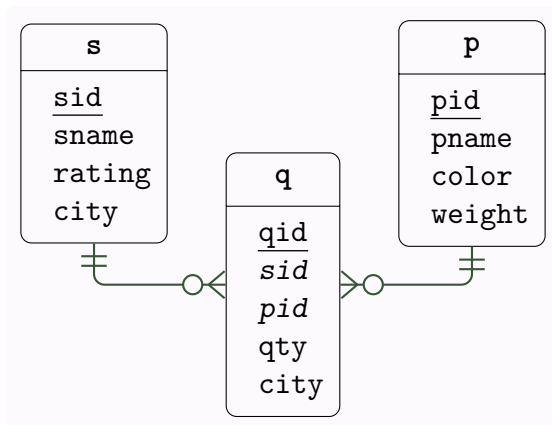 s
sid
sname
rating
city
p
pid
pname
color
weight
q
qid
sid
pid
qty
city